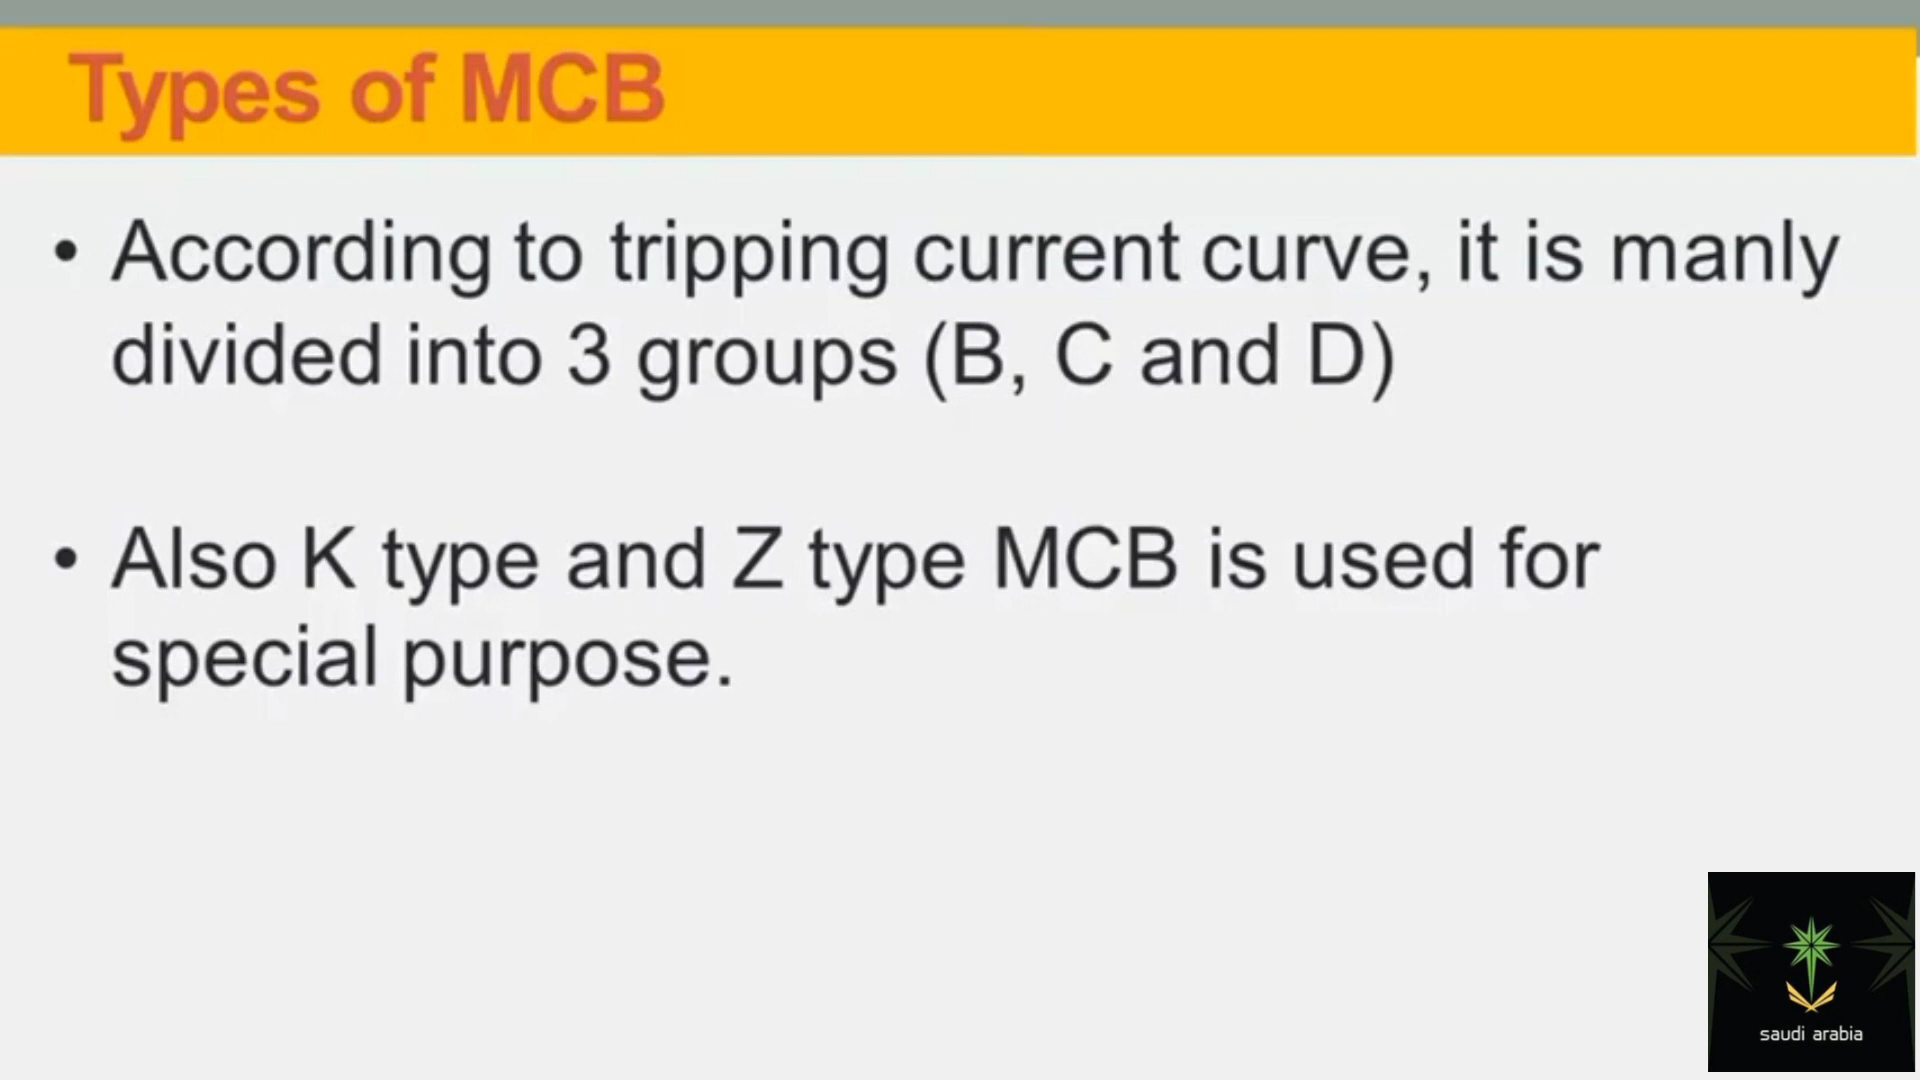 Types of MCB
• According to tripping current curve, it is manly
divided into 3 groups (B, C and D)
• Also K type and Z type MCB is used for
special purpose.
saudi arabia